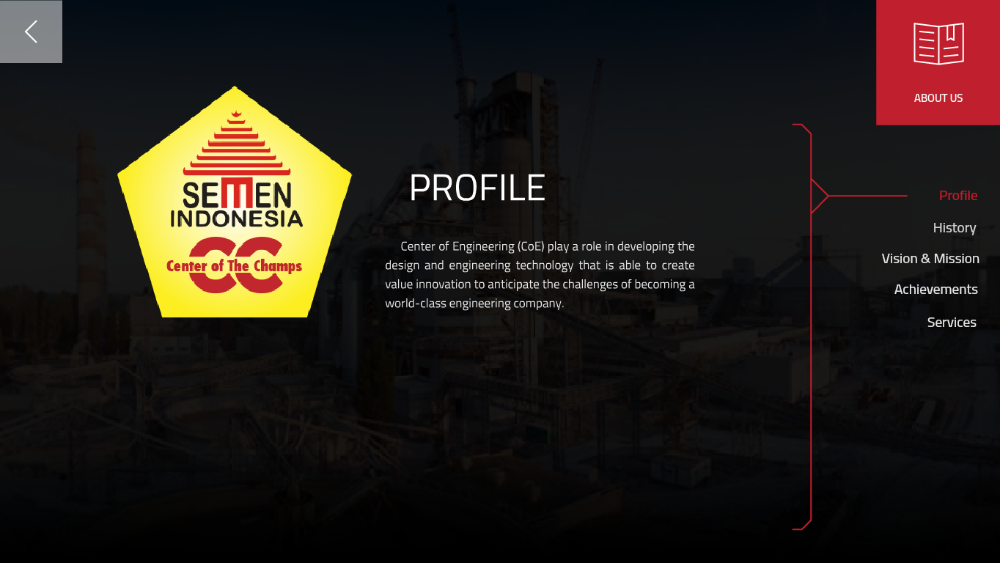 ABOUT US
SEMEN
INDONESIA
Center of The Champs
PROFILE
Center of Engineering (CoE) play a role in developing the
design and engineering technology that is able to create
value innovation to anticipate the challenges of becoming a
world-class engineering company.
Profile
History
Vision & Mission
Achievements
Services